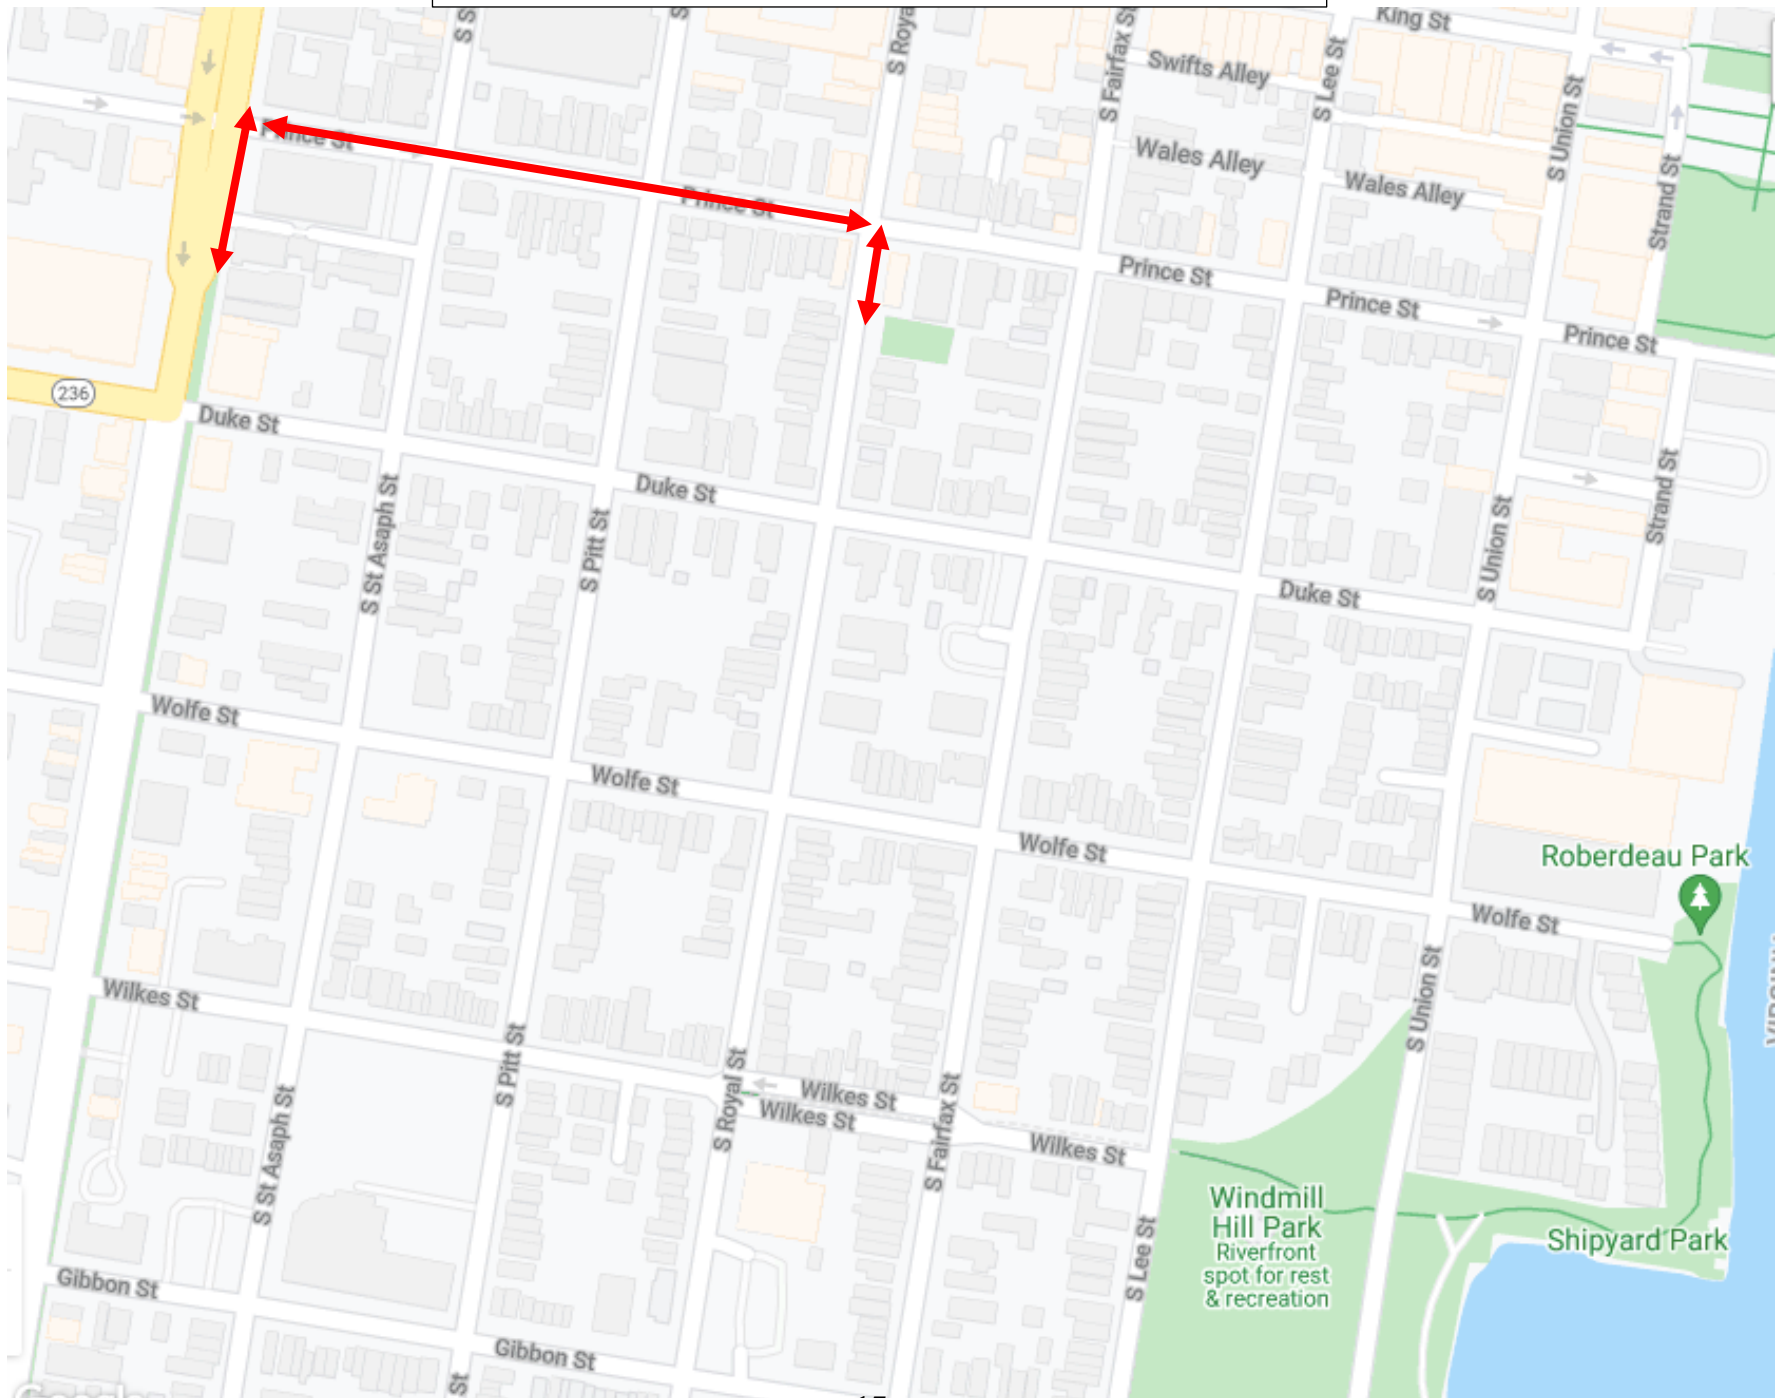 S St
S
S Roya
S Fairfax St
King St
Swifts Alley
S Lee St
S Union St
Wales Alley
Wales Alley
Strand St
Prince St
Prince St
Prince St
Prince St
Prince St
236
Duke St
Duke St
Duke St
S St Asaph St
S Pitt St
S Union St
Strand St
Wolfe St
Wolfe St
Wolfe St
Wolfe St
Roberdeau Park
Wilkes St
S Pitt St
S Royal St
Wilkes St
Wilkes St
S Fairfax St
Wilkes St
S Union St
S St Asaph St
S Lee St
Windmill
Hill Park
Riverfront
spot for rest
& recreation
Shipyard Park
Gibbon St
Gibbon St
St